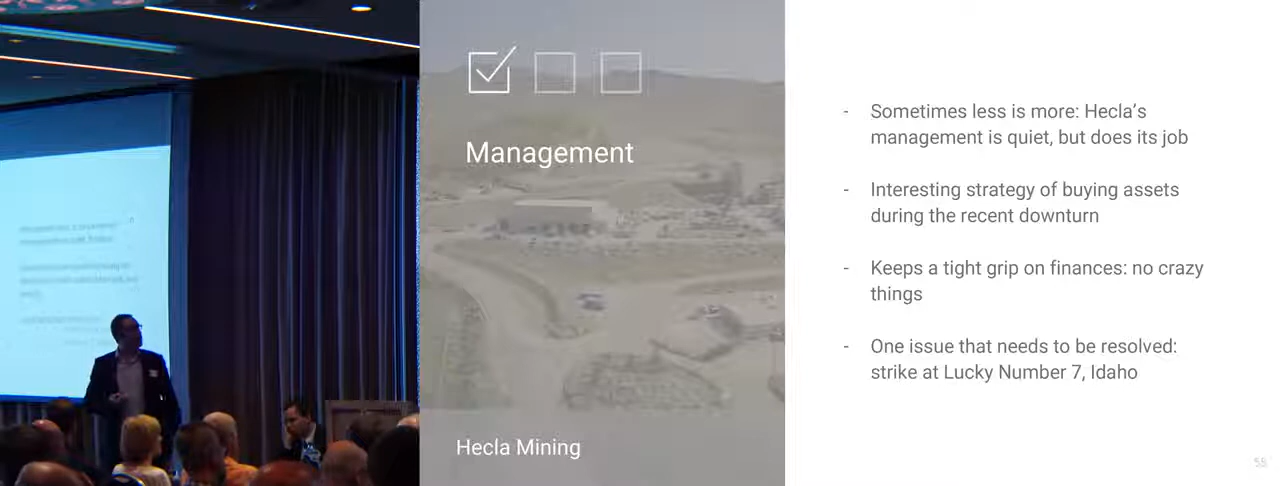 Management
Hecla Mining
- Sometimes less is more: Hecla's
management is quiet, but does its job
- Interesting strategy of buying assets
during the recent downturn
- Keeps a tight grip on finances: no crazy
things
- One issue that needs to be resolved:
strike at Lucky Number 7, Idaho